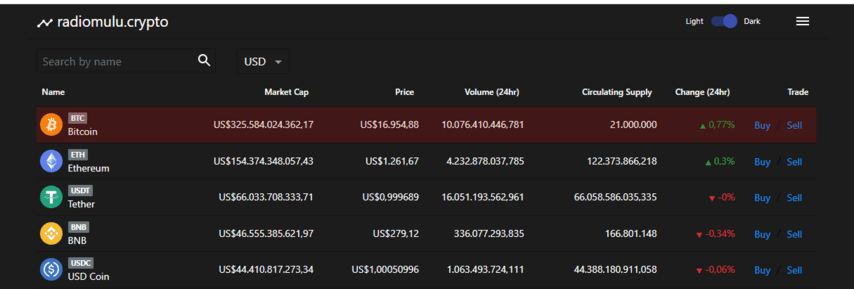 radiomulu.crypto
Light Dark
Search by name USD
Name Market Cap Price Volume (24hr) Circulating Supply Change (24hr) Trade
BTC
Bitcoin US$325.584.024.362,17 US$16.954,88 10.076.410.446,781 21.000.000 0,77% Buy / Sell
ETH
Ethereum US$154.374.348.057,43 US$1.261,67 4.232.878.037,785 122.373.866,218 0,3% Buy / Sell
USDT
Tether US$66.033.708.333,71 US$0,999689 16.051.193.562,961 66.058.586.035,335 -0% Buy / Sell
BNB
BNB US$46.555.385.621,97 US$279,12 336.077.293,835 166.801.148 -0,34% Buy / Sell
USDC
USD Coin US$44.410.817.273,34 US$1,00050996 1.063.493.724,111 44.388.180.911,058 -0,06% Buy / Sell